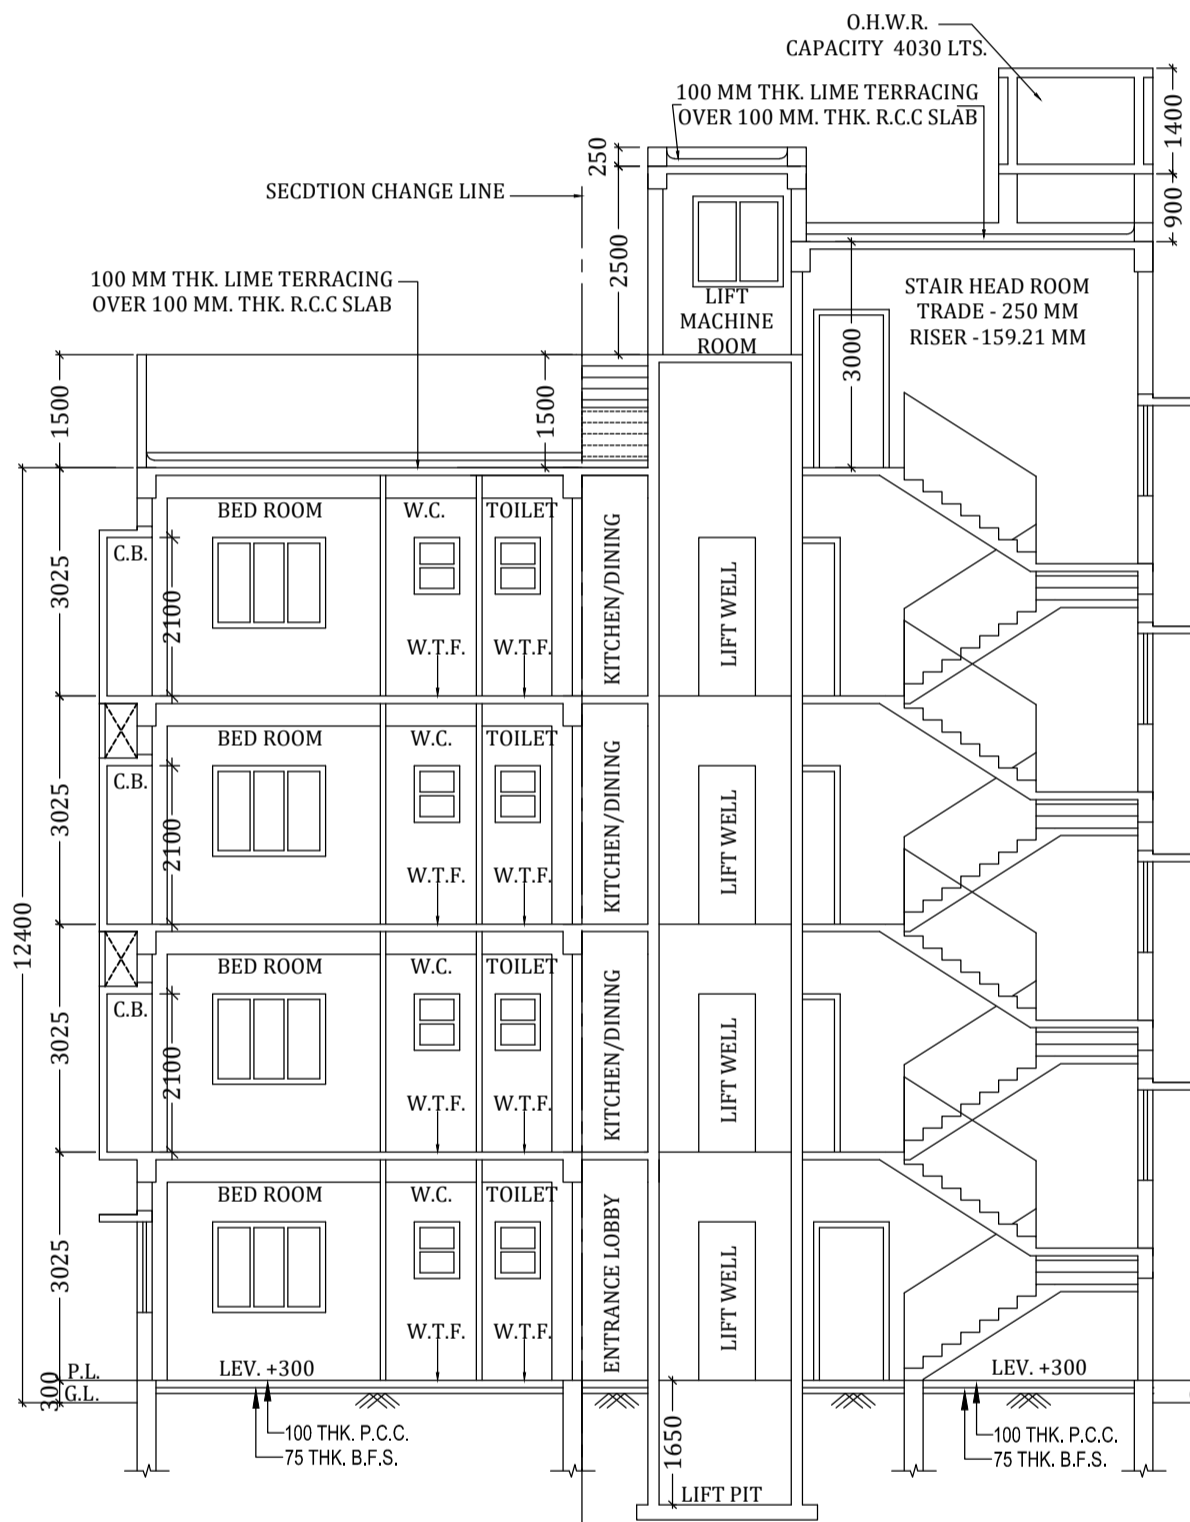 O.H.W.R.
CAPACITY 4030 LTS.
100 MM THK. LIME TERRACING
OVER 100 MM. THK. R.C.C SLAB
1400
250
SECDTION CHANGE LINE
900
2500
100 MM THK. LIME TERRACING
OVER 100 MM. THK. R.C.C SLAB
LIFT
MACHINE
ROOM
STAIR HEAD ROOM
TRADE - 250 MM
RISER -159.21 MM
3000
1500
1500
BED ROOM
W.C.
TOILET
C.B.
3025
2100
KITCHEN/DINING
LIFT WELL
W.T.F.
W.T.F.
BED ROOM
W.C.
TOILET
C.B.
3025
2100
KITCHEN/DINING
LIFT WELL
W.T.F.
W.T.F.
12400
BED ROOM
W.C.
TOILET
C.B.
3025
2100
KITCHEN/DINING
LIFT WELL
W.T.F.
W.T.F.
BED ROOM
W.C.
TOILET
3025
ENTRANCE LOBBY
LIFT WELL
W.T.F.
W.T.F.
P.L.
LEV. +300
LEV. +300
300
G.L.
100 THK. P.C.C.
75 THK. B.F.S.
1650
100 THK. P.C.C.
75 THK. B.F.S.
LIFT PIT